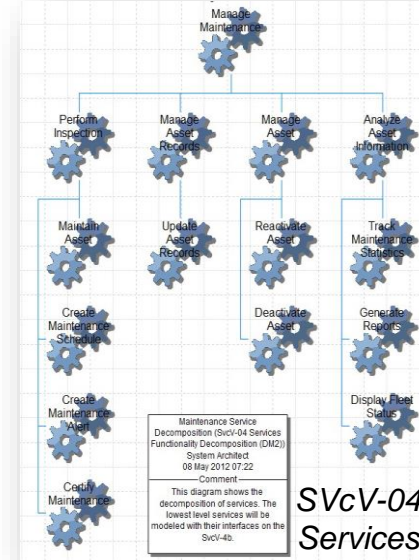 Manage
Maintenance
Perform
Inspection
Manage
Asset
Records
Manage
Asset
Analyze
Asset
Information
Maintain
Asset
Update
Asset
Records
Reactivate
Asset
Track
Maintenance
Statistics
Create
Maintenance
Schedule
Deactivate
Asset
Generate
Reports
Create
Maintenance
Alert
Display Fleet
Status
Certify
Maintenance
Maintenance Service
Decomposition (SvcV-04 Services
Functionality Decomposition (DM2))
System Architect
08 May 2012 07:22
Comment
This diagram shows the
decomposition of services. The
lowest level services will be
modeled with their interfaces on the
SvcV-4b.
SVcV-04
Services